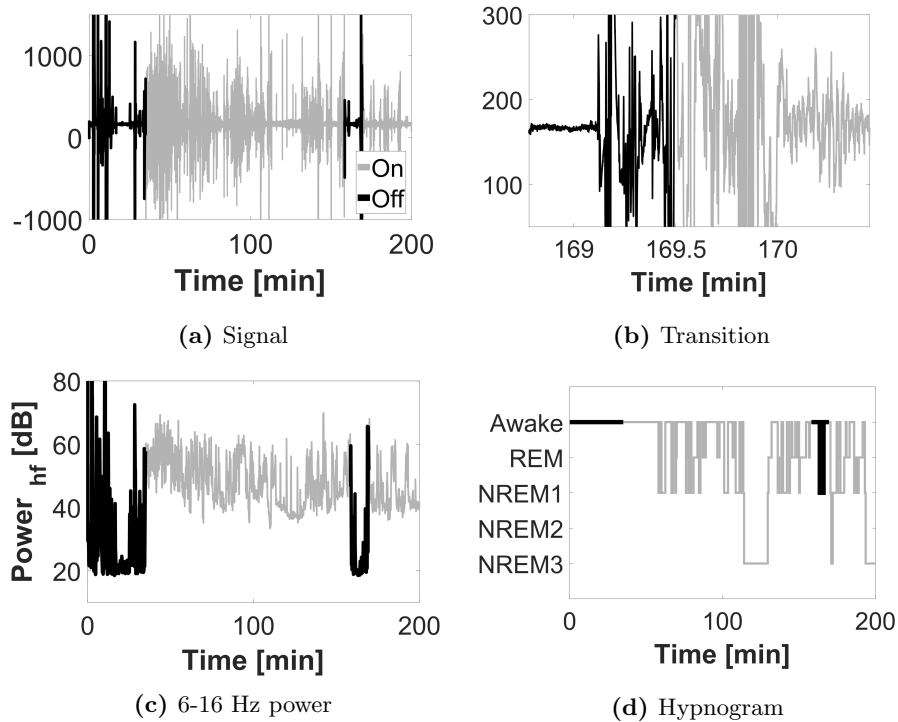 1000
0
-1000
On
Off
0 100 200
Time [min]
(a) Signal
300
200
100
169 169.5 170
Time [min]
(b) Transition
80
60
40
20
Power hf [dB]
0 100 200
Time [min]
(c) 6-16 Hz power
Awake
REM
NREM1
NREM2
NREM3
0 100 200
Time [min]
(d) Hypnogram